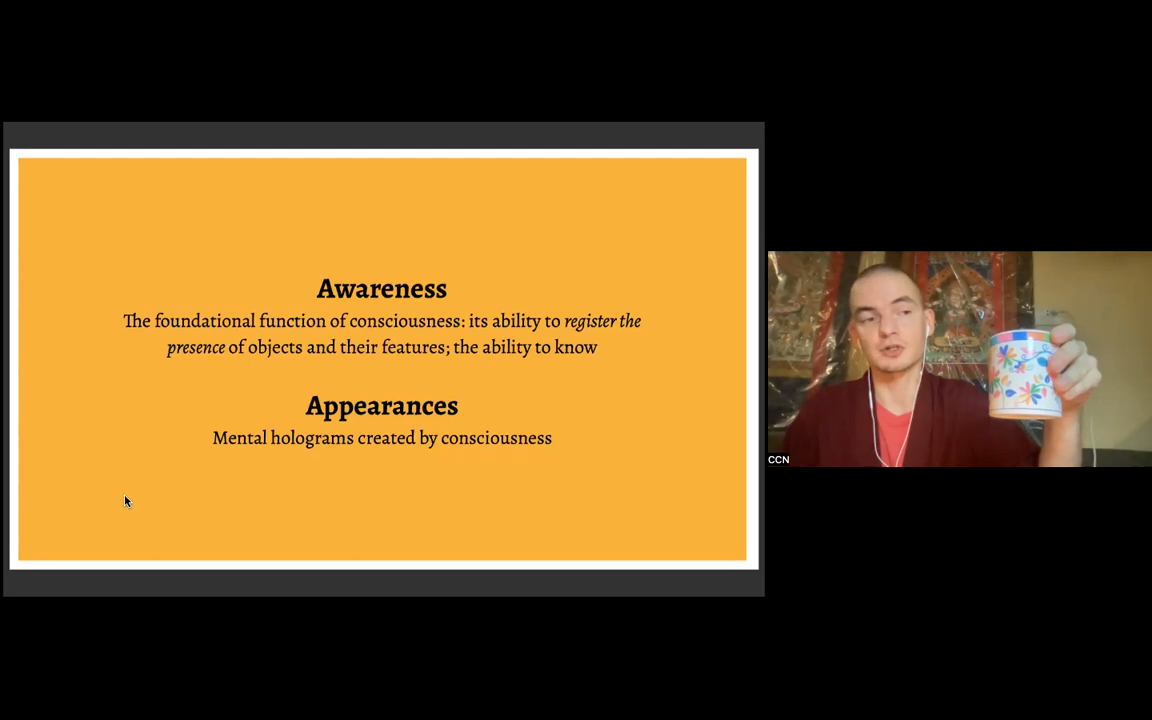 Awareness
The foundational function of consciousness: its ability to register the
presence of objects and their features; the ability to know
Appearances
Mental holograms created by consciousness
CCN